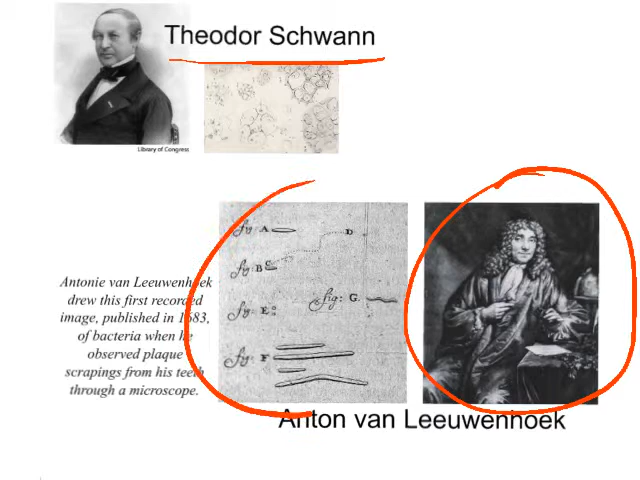 Theodor Schwann
Library of Congress
fig: A
D
fig: B C
fig: G.
fig: E
fig: F
Antonie van Leeuwenhoek
drew this first recorded
image, published in 1683,
of bacteria when he
observed plaque
scrapings from his teeth
through a microscope.
Anton van Leeuwenhoek